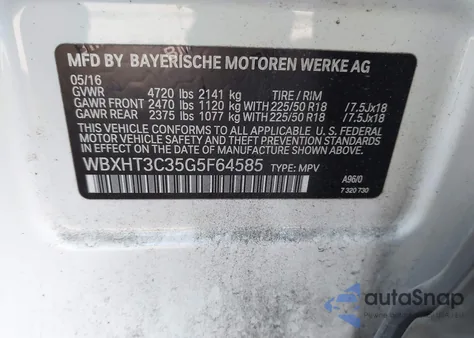 MFD BY BAYERISCHE MOTOREN WERKE AG
05/16
GVWR 4720 lbs 2141 kg TIRE / RIM
GAWR FRONT 2470 lbs 1120 kg WITH 225/50 R18 /7.5Jx18
GAWR REAR 2375 lbs 1077 kg WITH 225/50 R18 /7.5Jx18
THIS VEHICLE CONFORMS TO ALL APPLICABLE FEDERAL
MOTOR VEHICLE SAFETY AND THEFT PREVENTION STANDARDS
IN EFFECT ON THE DATE OF MANUFACTURE SHOWN ABOVE.
WBXHT3C35G5F64585 TYPE: MPV
A96/0
7 320 730
autoSnap